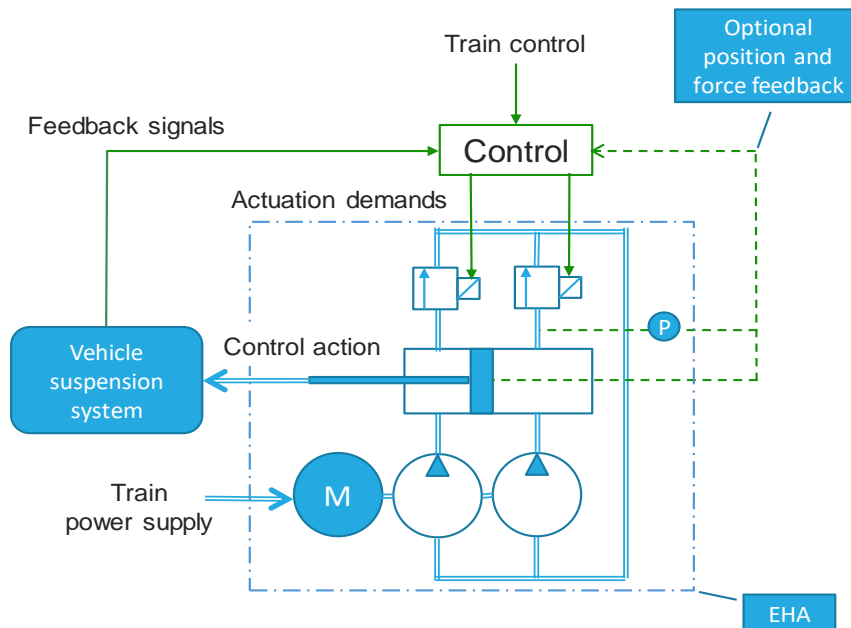 Optional
position and
force feedback
Train control
Feedback signals
Control
Actuation demands
P
Control action
Vehicle
suspension
system
M
Train
power supply
EHA